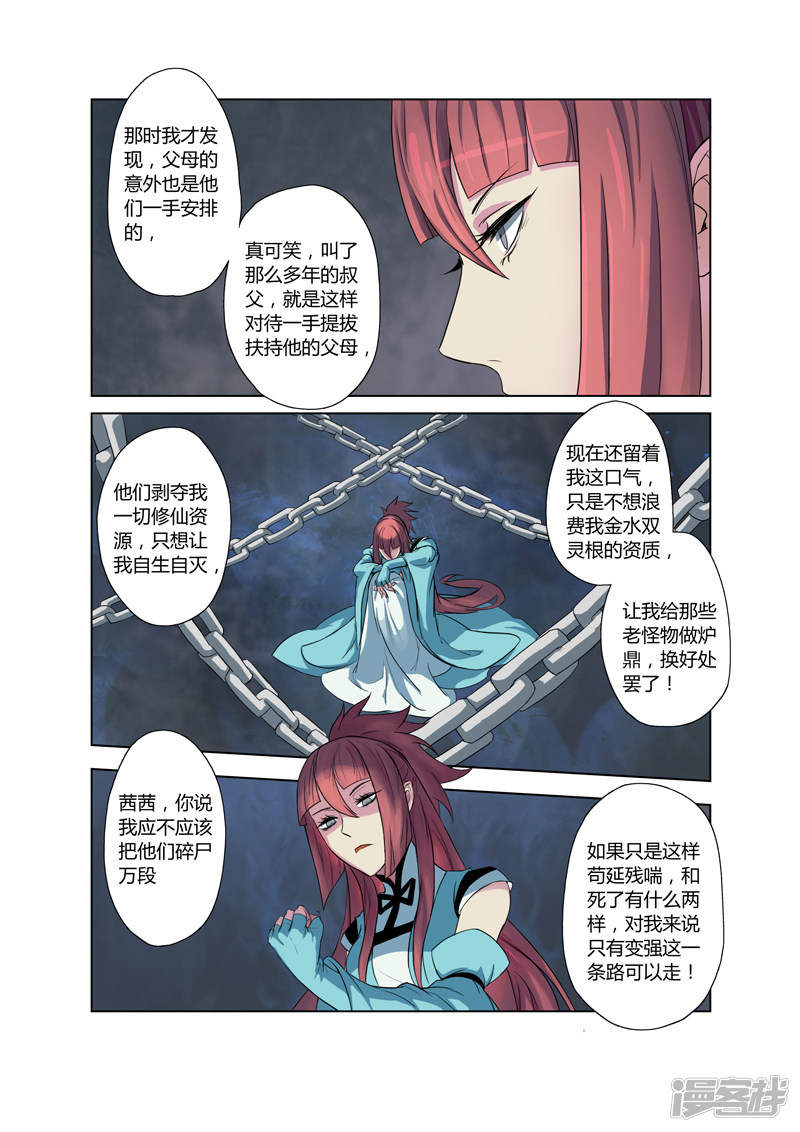 那时我才发
现，父母的
意外也是他
们一手安排
的，
真可笑，叫了
那么多年的叔
父，就是这样
对待一手提拔
扶持他的父母，
他们剥夺我
一切修仙资
源，只想让
我自生自灭，
现在还留着
我这口气，
只是不想浪
费我金水双
灵根的资质，
让我给那些
老怪物做炉
鼎，换好处
罢了！
茜茜，你说
我应不应该
把他们碎尸
万段
如果只是这样
苟延残喘，和
死了有什么两
样，对我来说
只有变强这一
条路可以走！
漫客栈